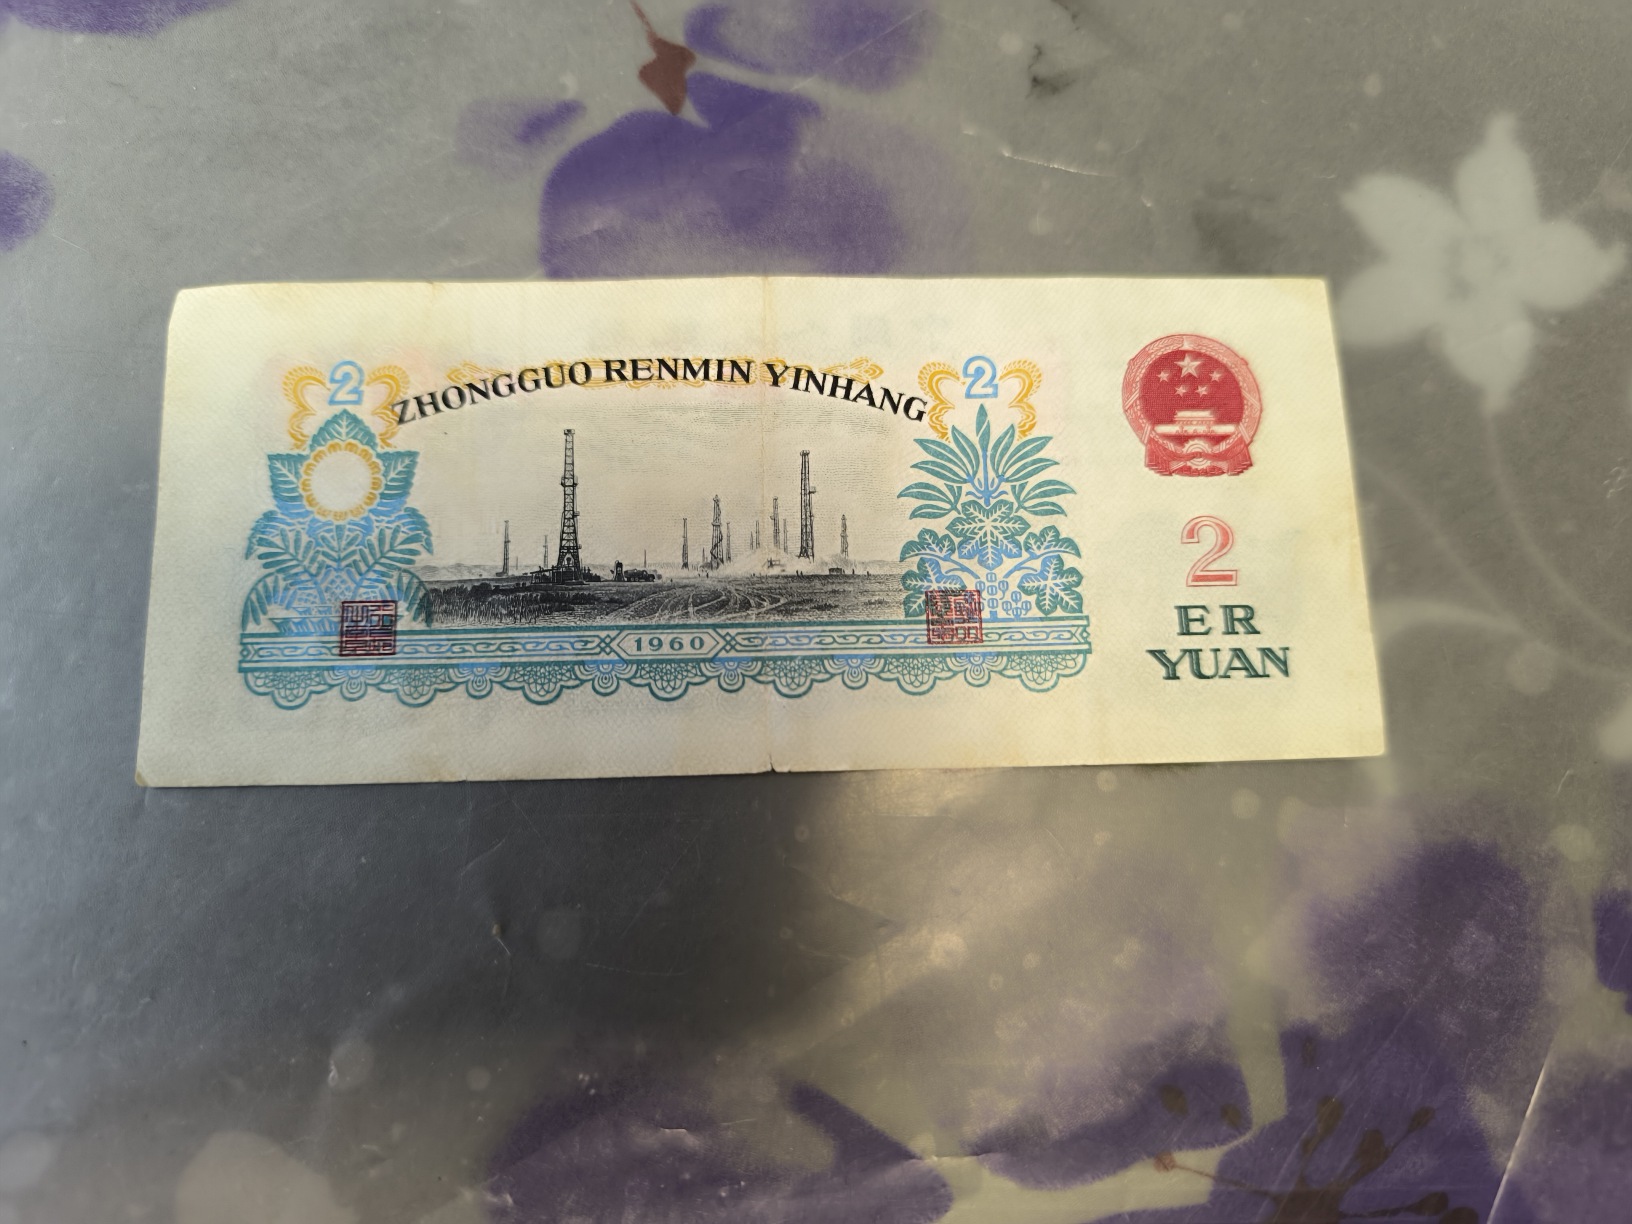 2
2
ZHONGGUO RENMIN YINHANG
2
ER
YUAN
1960